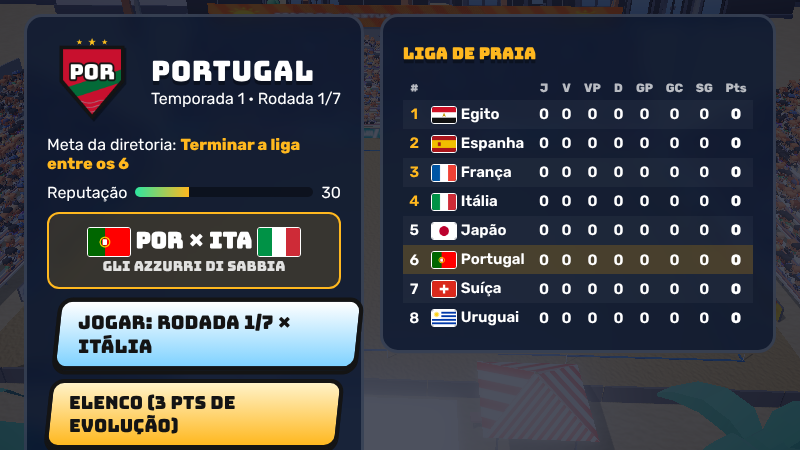 POR
PORTUGAL
Temporada 1 • Rodada 1/7
Meta da diretoria: Terminar a liga
entre os 6
Reputação 30
POR × ITA
GLI AZZURRI DI SABBIA
JOGAR: RODADA 1/7 ×
ITÁLIA
ELENCO (3 PTS DE
EVOLUÇÃO)
LIGA DE PRAIA
# J V VP D GP GC SG Pts
1 Egito 0 0 0 0 0 0 0 0
2 Espanha 0 0 0 0 0 0 0 0
3 França 0 0 0 0 0 0 0 0
4 Itália 0 0 0 0 0 0 0 0
5 Japão 0 0 0 0 0 0 0 0
6 Portugal 0 0 0 0 0 0 0 0
7 Suíça 0 0 0 0 0 0 0 0
8 Uruguai 0 0 0 0 0 0 0 0